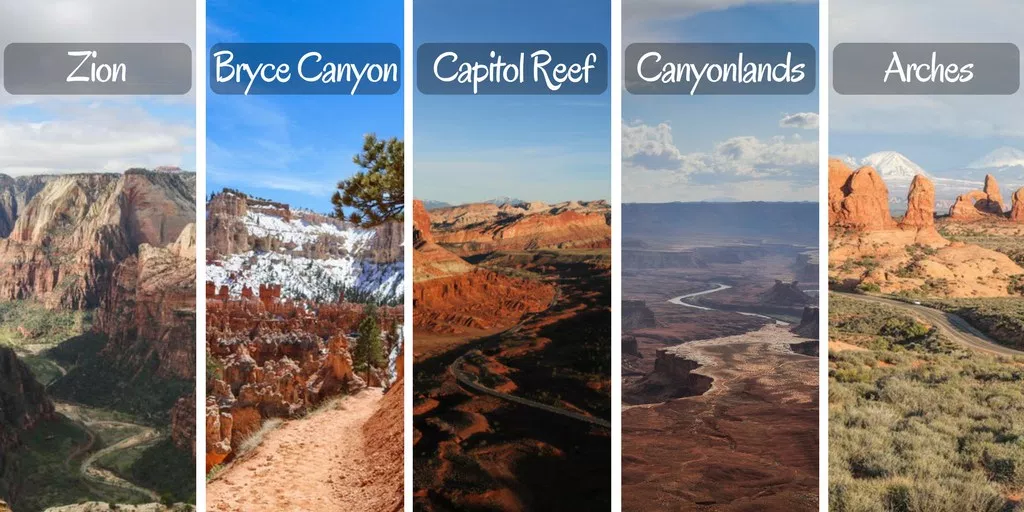 Zion
Bryce Canyon
Capitol Reef
Canyonlands
Arches